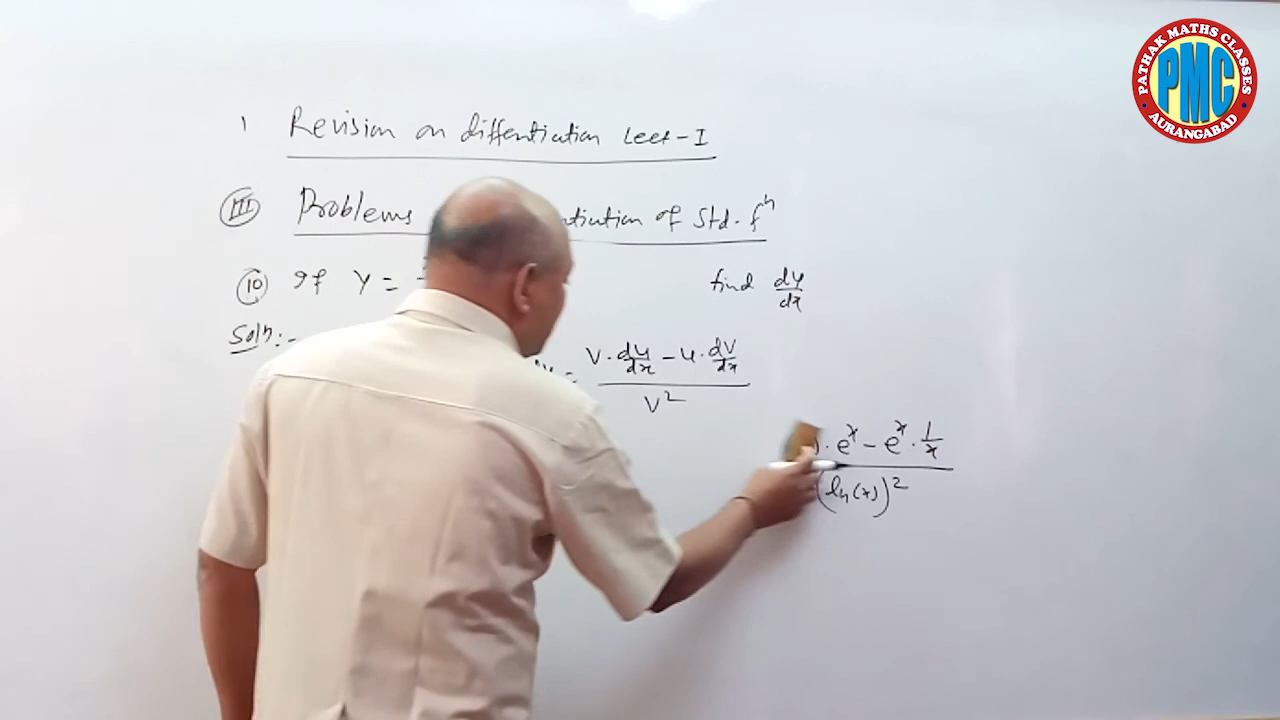 PATHAK MATHS CLASSES
PMC
AURANGABAD
1 Revision on diffentiation Lect-I
(III) Problems ntiation of Std. fⁿ
(10) If Y = find dy/dx
Solⁿ:-
= (V · du/dx - u · dv/dx) / V²
· eˣ - eˣ · 1/x
(ln(x))²